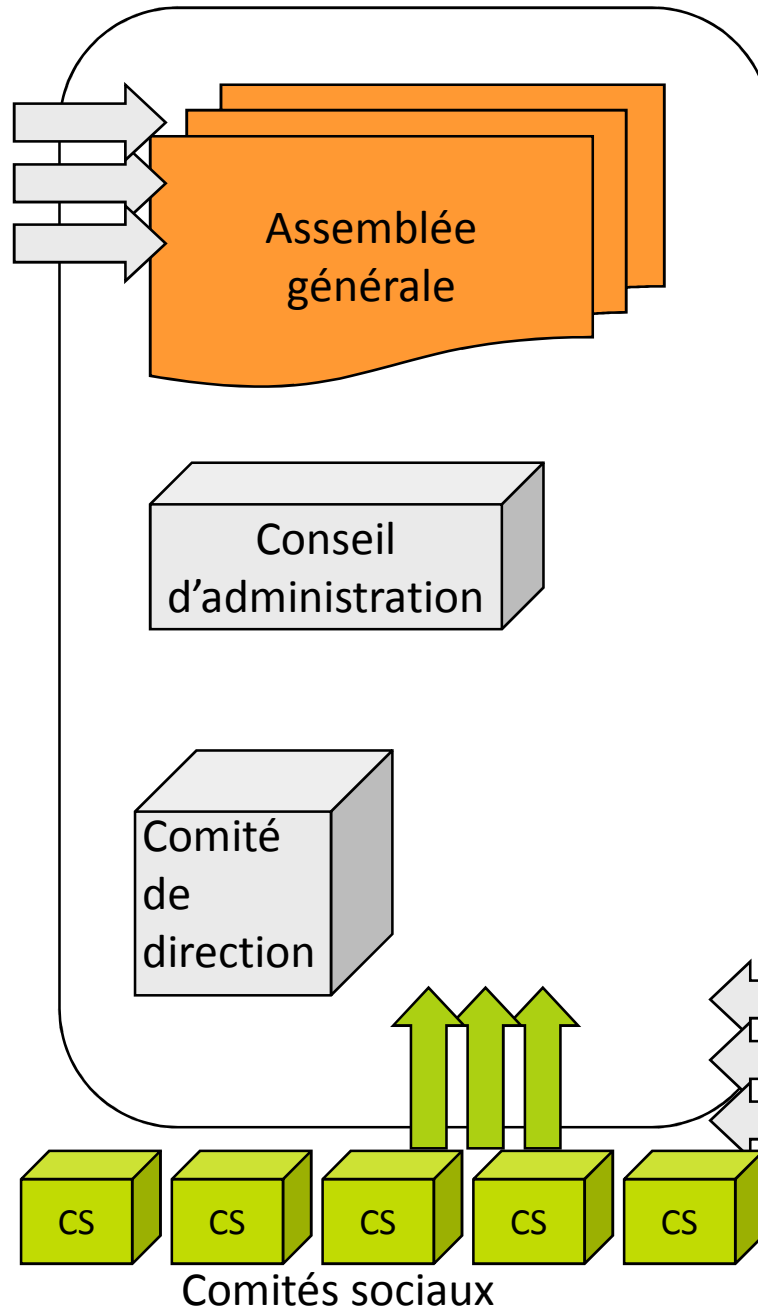 Assemblée
générale
Conseil
d’administration
Comité
de
direction
CS
CS
CS
CS
CS
Comités sociaux